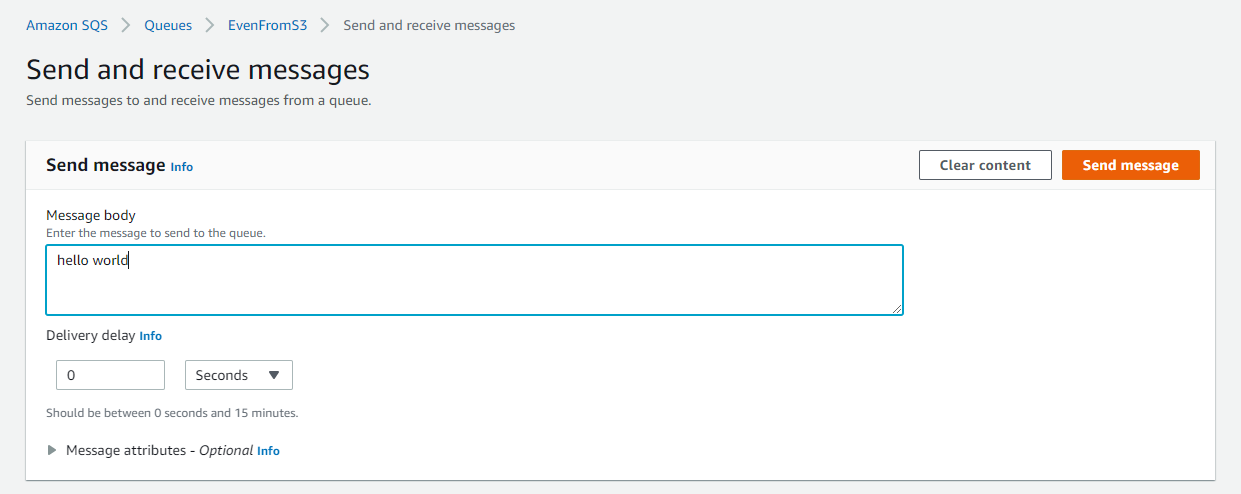 Amazon SQS > Queues > EvenFromS3 > Send and receive messages
Send and receive messages
Send messages to and receive messages from a queue.
Send message Info
Clear content
Send message
Message body
Enter the message to send to the queue.
hello world
Delivery delay Info
0
Seconds
Should be between 0 seconds and 15 minutes.
Message attributes - Optional Info